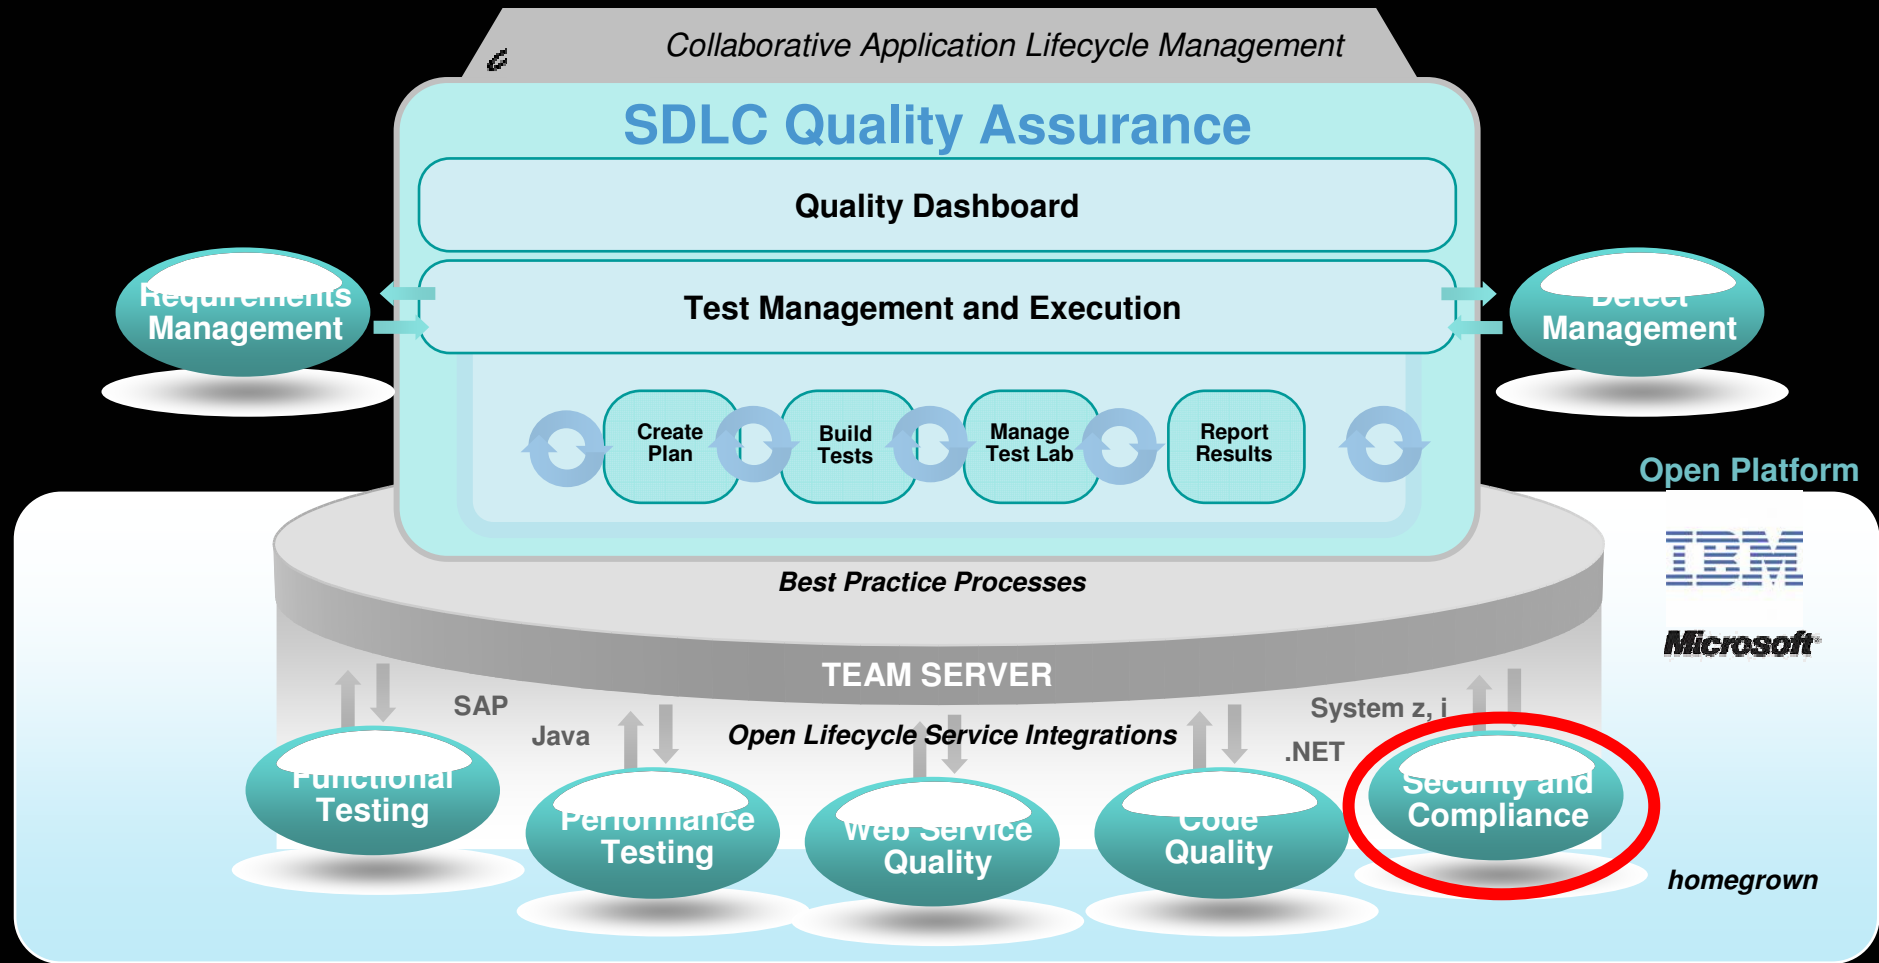 Collaborative Application Lifecycle Management
SDLC Quality Assurance
Quality Dashboard
Requirements
Management
Test Management and Execution
Defect
Management
Create
Plan
Build
Tests
Manage
Test Lab
Report
Results
Open Platform
IBM
Microsoft
Best Practice Processes
TEAM SERVER
SAP
Java
Open Lifecycle Service Integrations
System z, i
.NET
Functional
Testing
Performance
Testing
Web Service
Quality
Code
Quality
Security and
Compliance
homegrown